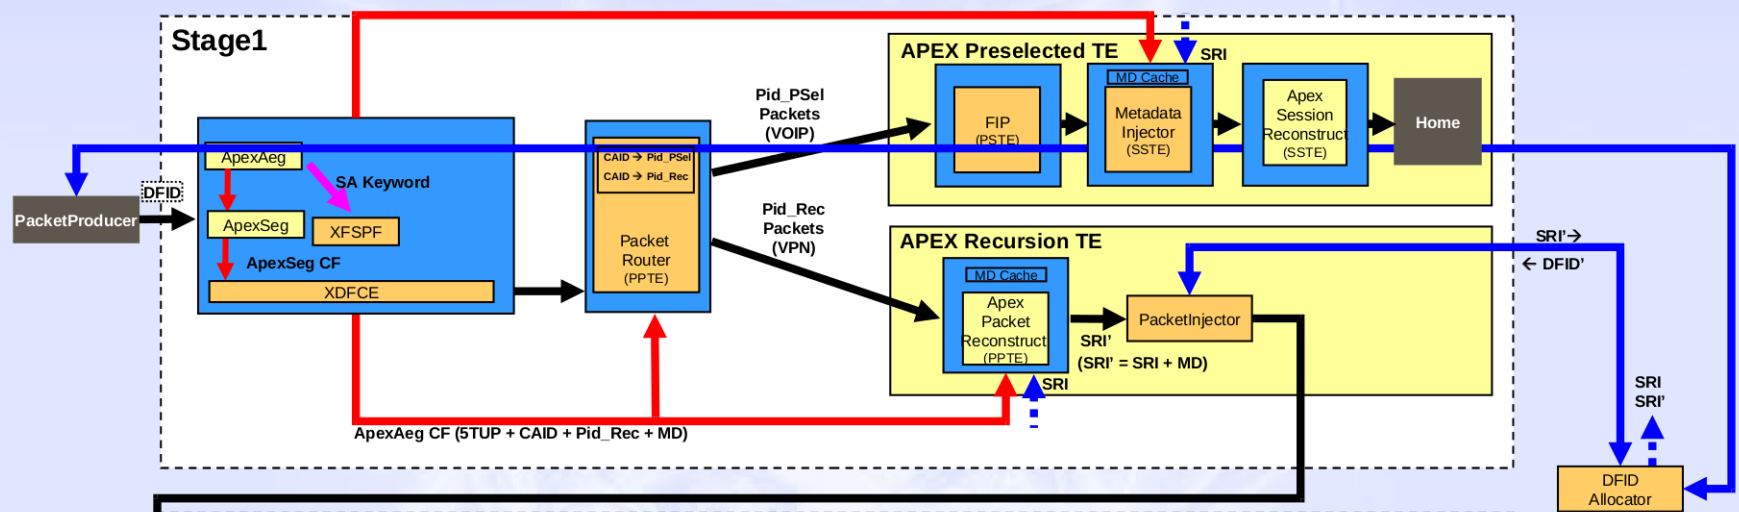 Stage1
PacketProducer
DFID
ApexAeg
SA Keyword
ApexSeg
XFSPF
ApexSeg CF
XDFCE
CAID → Pid_PSel
CAID → Pid_Rec
Packet
Router
(PPTE)
Pid_PSel
Packets
(VOIP)
Pid_Rec
Packets
(VPN)
ApexAeg CF (5TUP + CAID + Pid_Rec + MD)
APEX Preselected TE
SRI
FIP
(PSTE)
MD Cache
Metadata
Injector
(SSTE)
Apex
Session
Reconstruct
(SSTE)
Home
APEX Recursion TE
MD Cache
Apex
Packet
Reconstruct
(PPTE)
SRI
SRI’
(SRI’ = SRI + MD)
PacketInjector
SRI’→
← DFID’
SRI
SRI’
DFID
Allocator